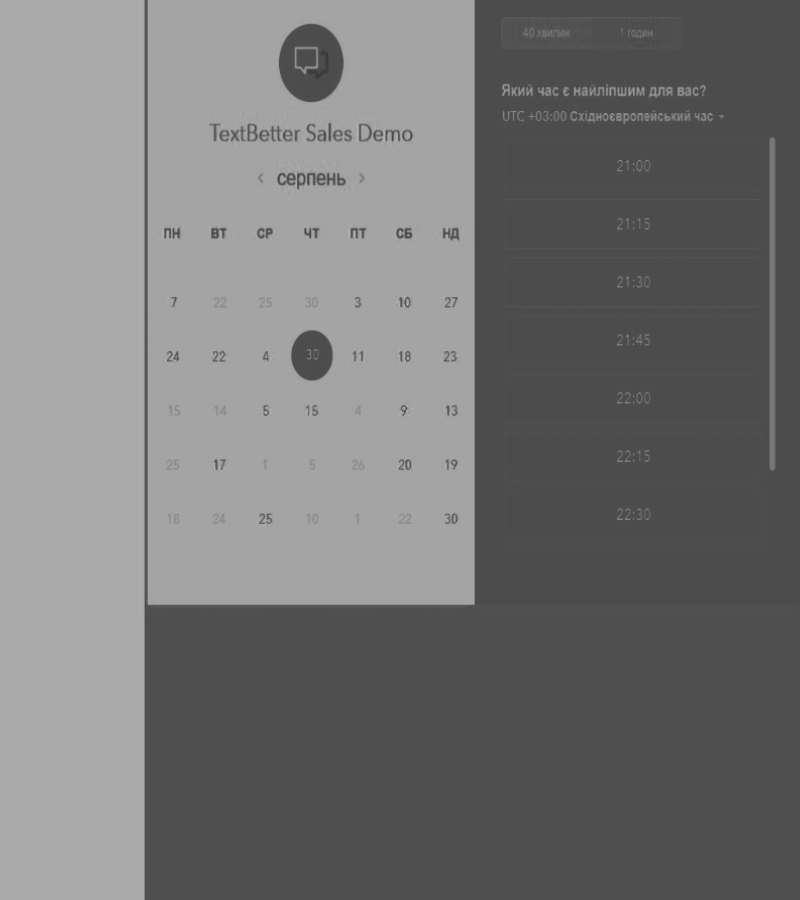 TextBetter Sales Demo
‹ серпень ›
ПН ВТ СР ЧТ ПТ СБ НД
7 22 25 30 3 10 27
24 22 4 30 11 18 23
15 14 5 15 4 9 13
25 17 1 5 26 20 19
18 24 25 10 1 22 30
40 хвилин 1 годин
Який час є найліпшим для вас?
UTC +03:00 Східноєвропейський час
21:00
21:15
21:30
21:45
22:00
22:15
22:30